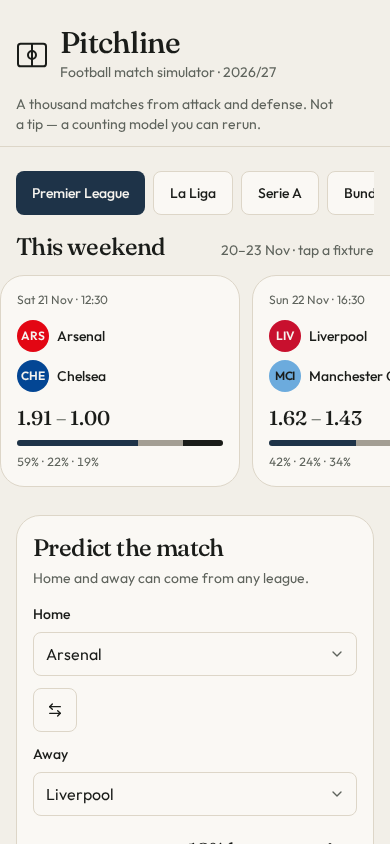 Pitchline
Football match simulator · 2026/27
A thousand matches from attack and defense. Not
a tip — a counting model you can rerun.
Premier League
La Liga
Serie A
This weekend
20–23 Nov · tap a fixture
Sat 21 Nov · 12:30
ARS Arsenal
CHE Chelsea
1.91 – 1.00
59% · 22% · 19%
Sun 22 Nov · 16:30
LIV Liverpool
MCI Manchester
1.62 – 1.43
42% · 24% · 34%
Predict the match
Home and away can come from any league.
Home
Arsenal
Away
Liverpool